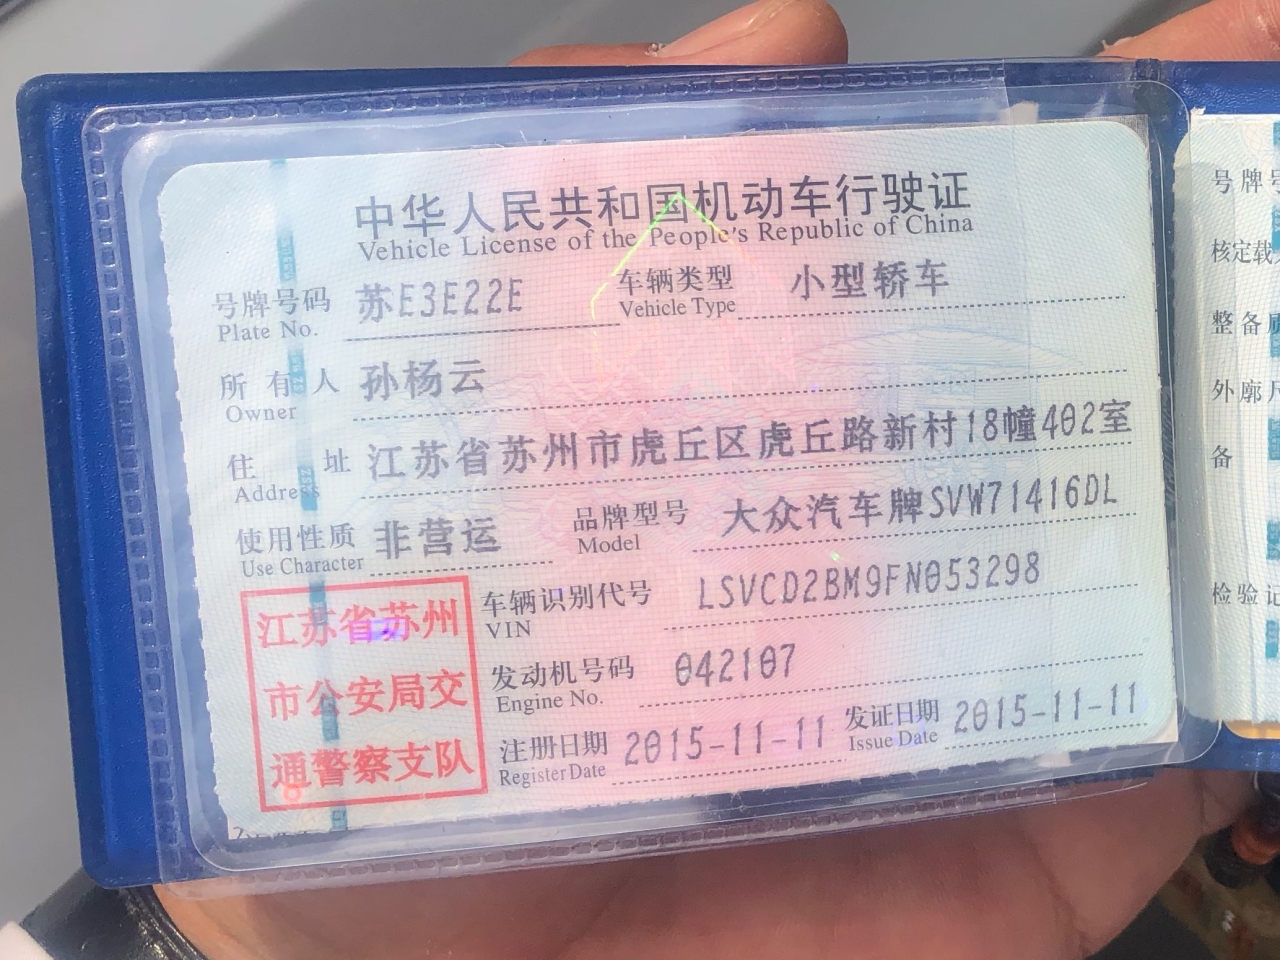 中华人民共和国机动车行驶证
Vehicle License of the People's Republic of China
号牌号码 苏E3E22E 车辆类型 小型轿车
Plate No. Vehicle Type
所有人 孙杨云
Owner
住址 江苏省苏州市虎丘区虎丘路新村18幢402室
Address
使用性质 非营运 品牌型号 大众汽车牌SVW71416DL
Use Character Model
江苏省苏州
市公安局交
通警察支队
车辆识别代号 LSVCD2BM9FN053298
VIN
发动机号码 042107
Engine No.
注册日期 2015-11-11 发证日期 2015-11-11
Register Date Issue Date
号牌号
核定载
整备质
外廓尺
备
检验记